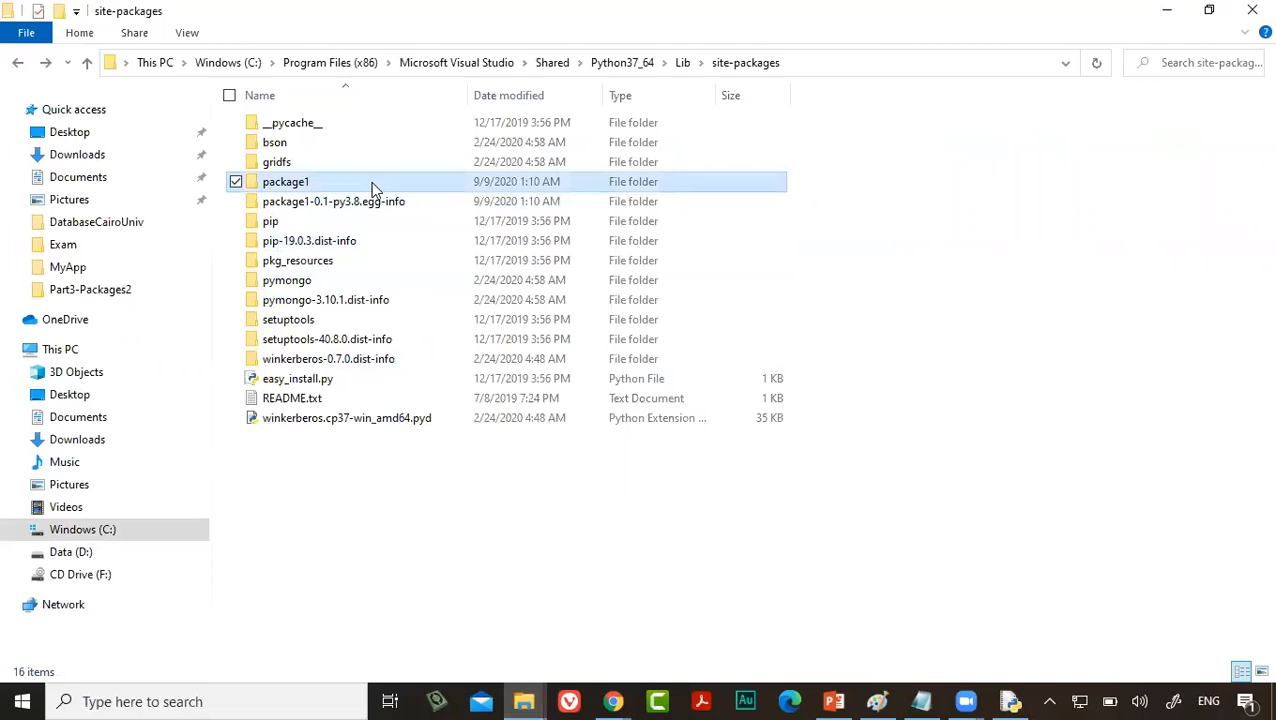 site-packages
File Home Share View
This PC Windows (C:) Program Files (x86) Microsoft Visual Studio Shared Python37_64 Lib site-packages Search site-packag...
Name Date modified Type Size
Quick access
Desktop
Downloads
Documents
Pictures
DatabaseCairoUniv
Exam
MyApp
Part3-Packages2
OneDrive
This PC
3D Objects
Desktop
Documents
Downloads
Music
Pictures
Videos
Windows (C:)
Data (D:)
CD Drive (F:)
Network
__pycache__ 12/17/2019 3:56 PM File folder
bson 2/24/2020 4:58 AM File folder
gridfs 2/24/2020 4:58 AM File folder
package1 9/9/2020 1:10 AM File folder
package1-0.1-py3.8.egg-info 9/9/2020 1:10 AM File folder
pip 12/17/2019 3:56 PM File folder
pip-19.0.3.dist-info 12/17/2019 3:56 PM File folder
pkg_resources 12/17/2019 3:56 PM File folder
pymongo 2/24/2020 4:58 AM File folder
pymongo-3.10.1.dist-info 2/24/2020 4:58 AM File folder
setuptools 12/17/2019 3:56 PM File folder
setuptools-40.8.0.dist-info 12/17/2019 3:56 PM File folder
winkerberos-0.7.0.dist-info 2/24/2020 4:48 AM File folder
easy_install.py 12/17/2019 3:56 PM Python File 1 KB
README.txt 7/8/2019 7:24 PM Text Document 1 KB
winkerberos.cp37-win_amd64.pyd 2/24/2020 4:48 AM Python Extension ... 35 KB
16 items
Type here to search
Au
ENG
1